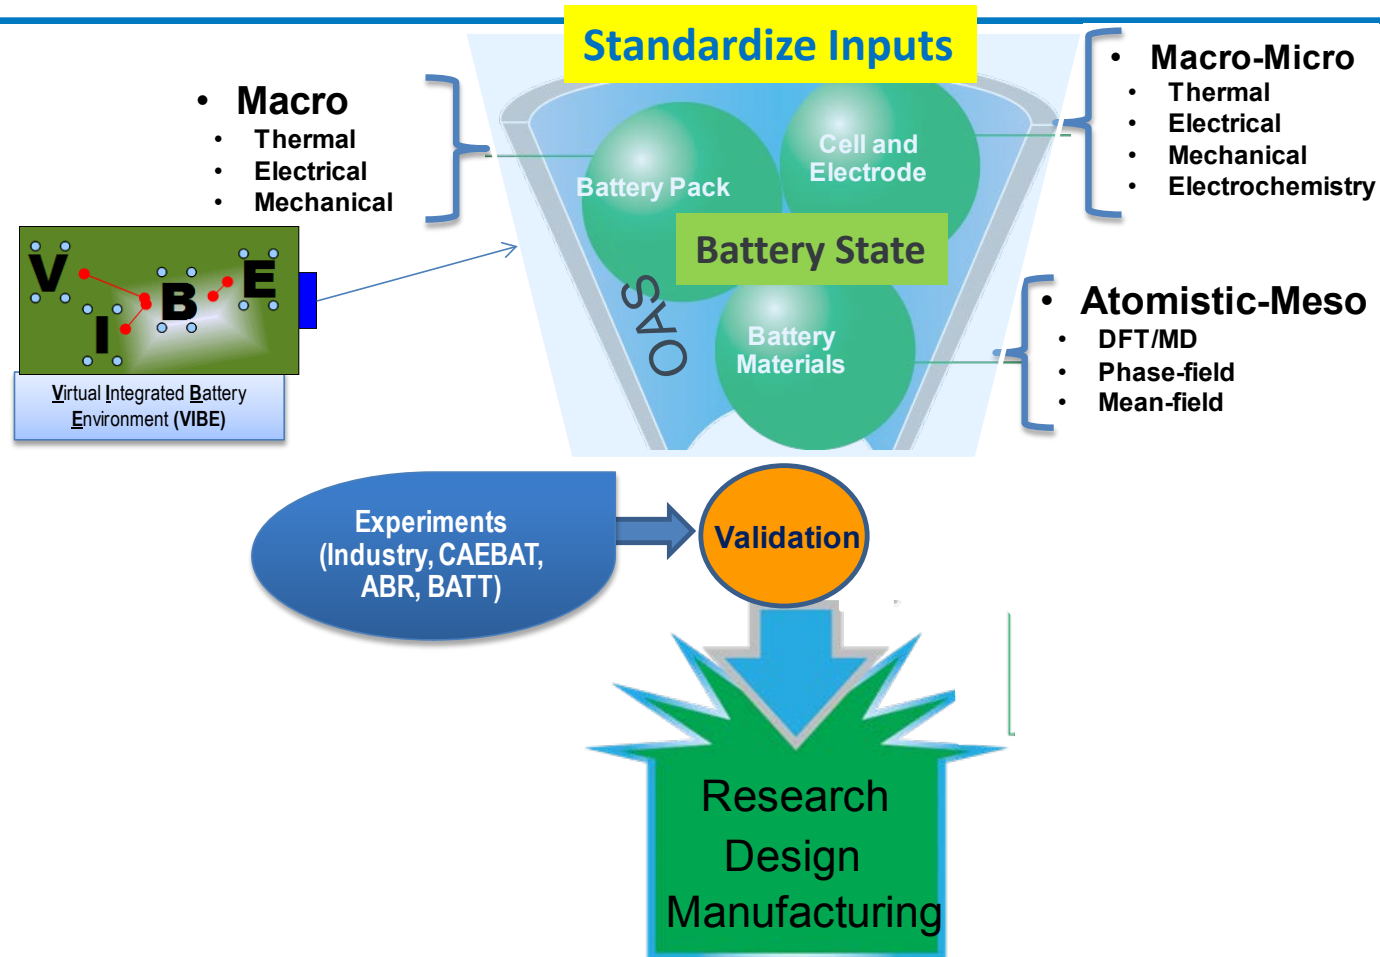 Standardize Inputs
• Macro
• Thermal
• Electrical
• Mechanical
• Macro-Micro
• Thermal
• Electrical
• Mechanical
• Electrochemistry
Battery Pack
Cell and
Electrode
Battery State
OAS
Battery
Materials
• Atomistic-Meso
• DFT/MD
• Phase-field
• Mean-field
V
I
B
E
Virtual Integrated Battery
Environment (VIBE)
Experiments
(Industry, CAEBAT,
ABR, BATT)
Validation
Research
Design
Manufacturing